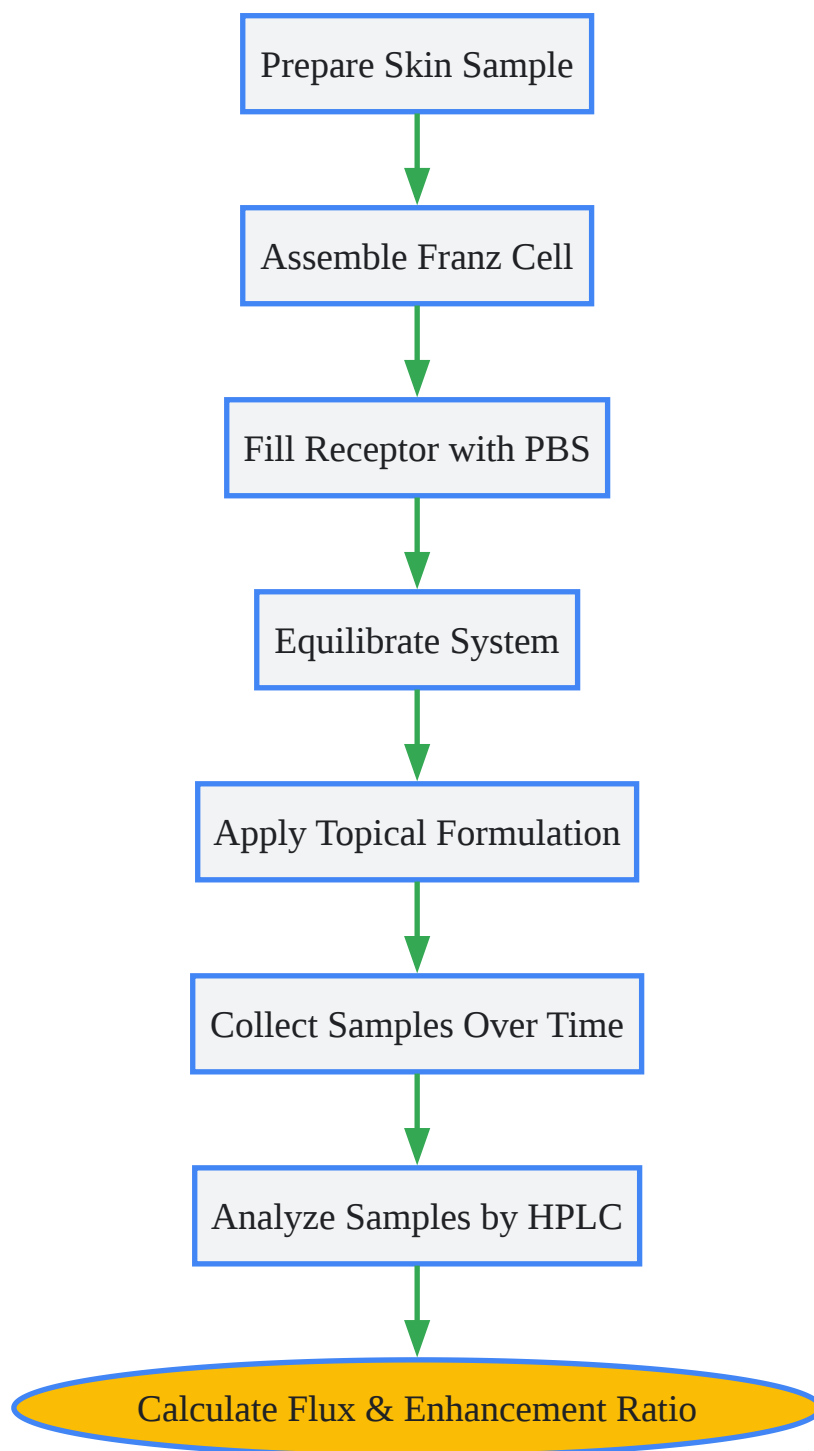 Prepare Skin Sample
Assemble Franz Cell
Fill Receptor with PBS
Equilibrate System
Apply Topical Formulation
Collect Samples Over Time
Analyze Samples by HPLC
Calculate Flux & Enhancement Ratio